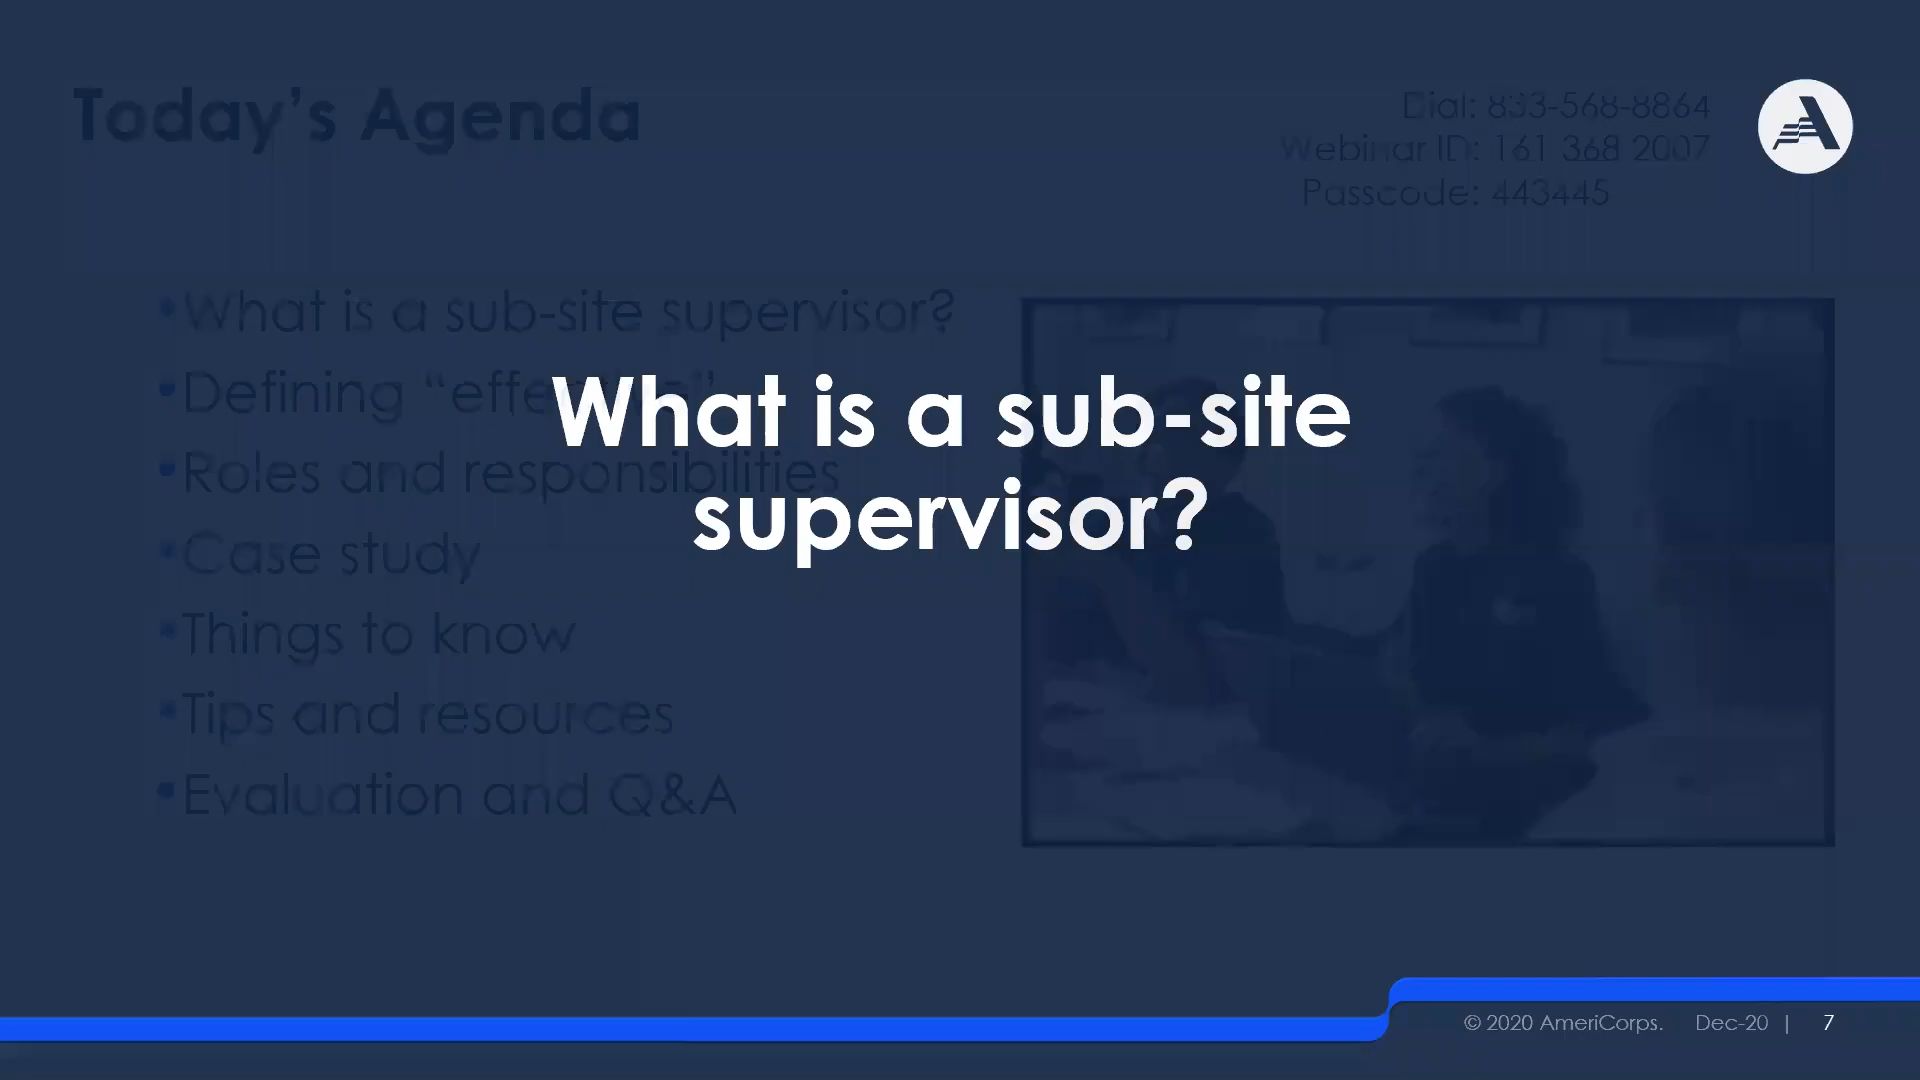 Today's Agenda
Dial: 833-568-8864
Webinar ID: 161 368 2007
Passcode: 443445
•What is a sub-site supervisor?
•Defining
•Roles and responsibilities
•Case study
•Things to know
•Tips and resources
•Evaluation and Q&A
What is a sub-site
supervisor?
© 2020 AmeriCorps. Dec-20 | 7